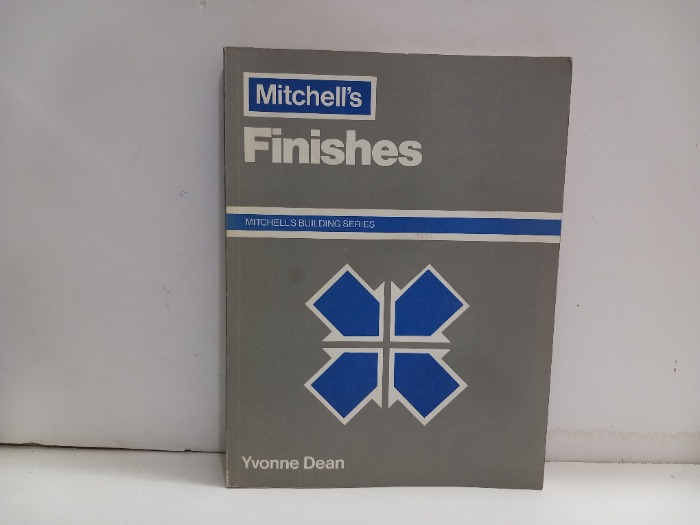 Mitchell's
Finishes
MITCHELL'S BUILDING SERIES
Yvonne Dean